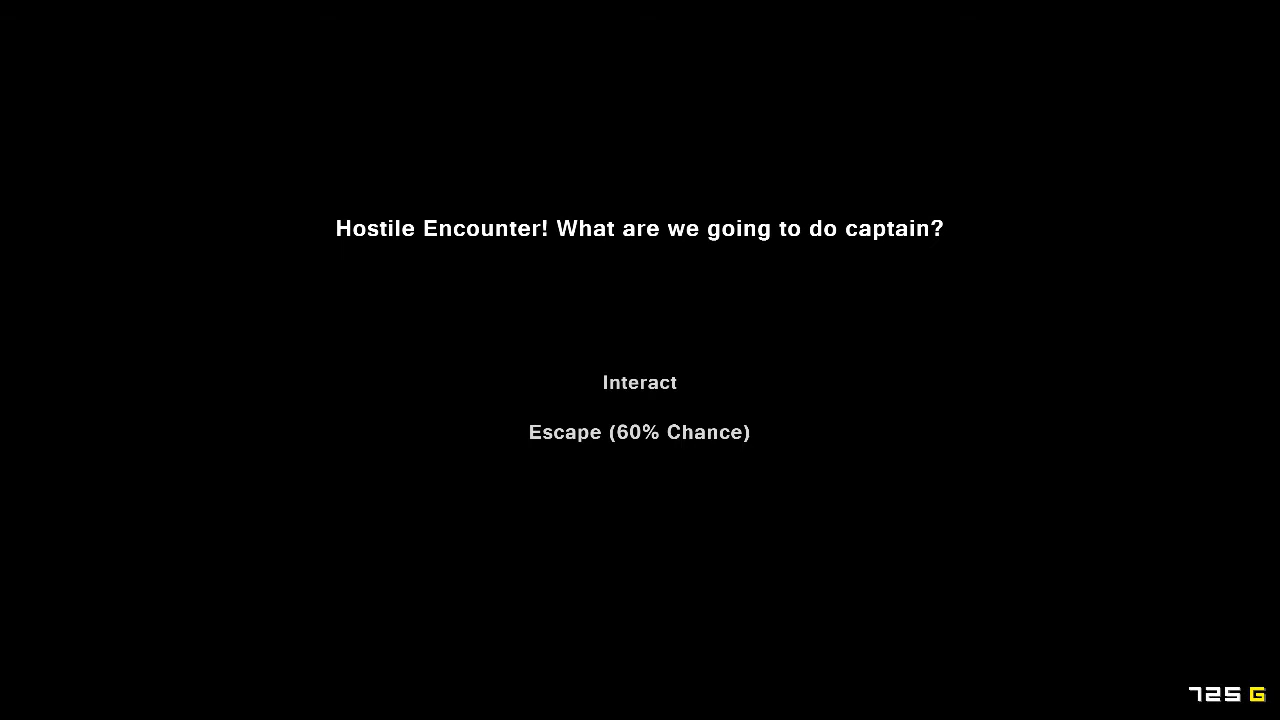 Hostile Encounter! What are we going to do captain?
Interact
Escape (60% Chance)
725 G